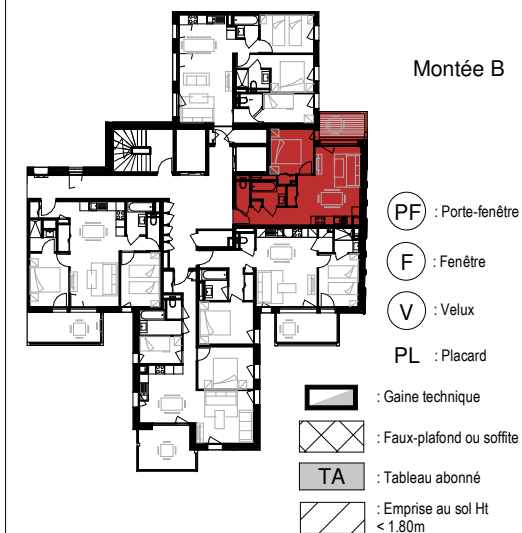 Montée B
PF : Porte-fenêtre
F : Fenêtre
V : Velux
PL : Placard
: Gaine technique
: Faux-plafond ou soffite
TA : Tableau abonné
: Emprise au sol Ht
< 1.80m